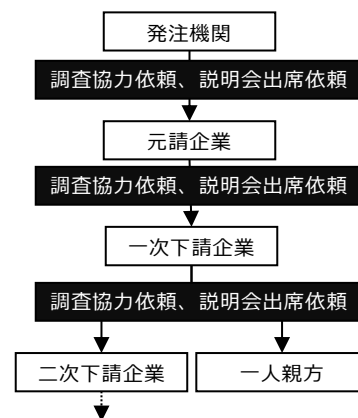 発注機関
調査協力依頼、説明会出席依頼
元請企業
調査協力依頼、説明会出席依頼
一次下請企業
調査協力依頼、説明会出席依頼
二次下請企業
一人親方